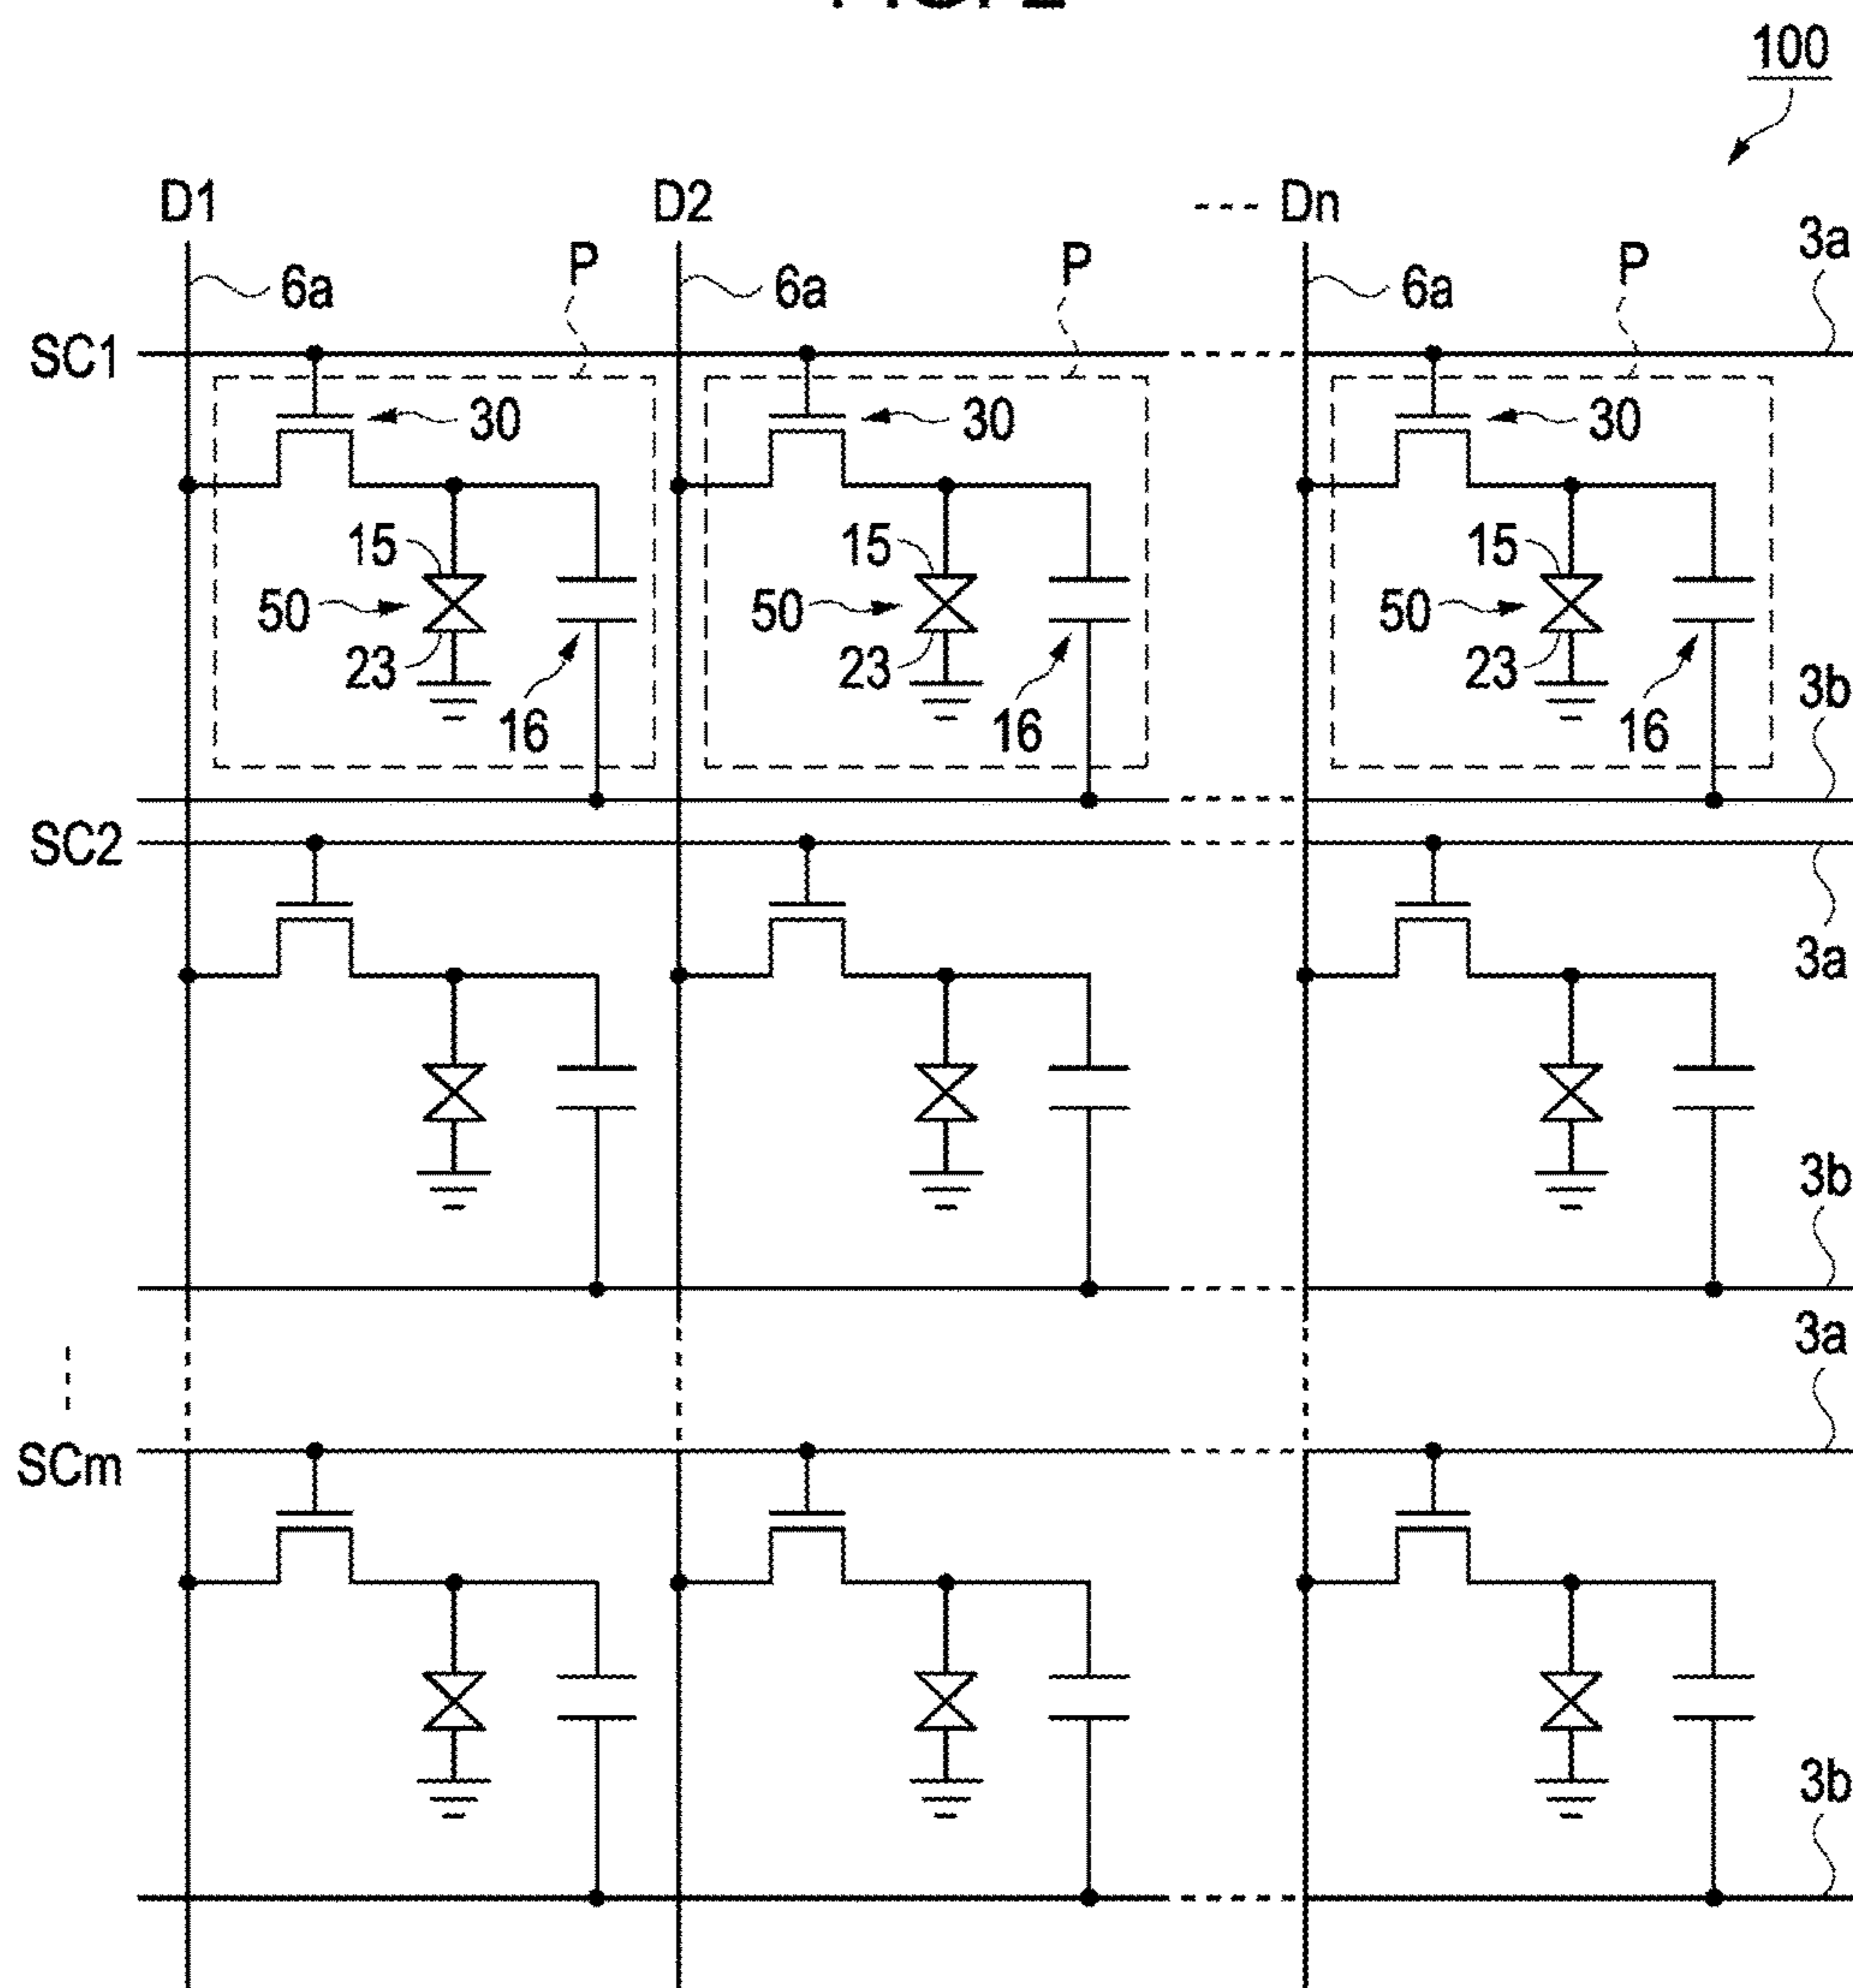 100
D1 D2 Dn
6a P 6a P 6a P 3a
SC1
30 30 30
15 15 15
50 50 50
23 23 23
16 16 16 3b
SC2
3a
3b
3a
SCm
3b